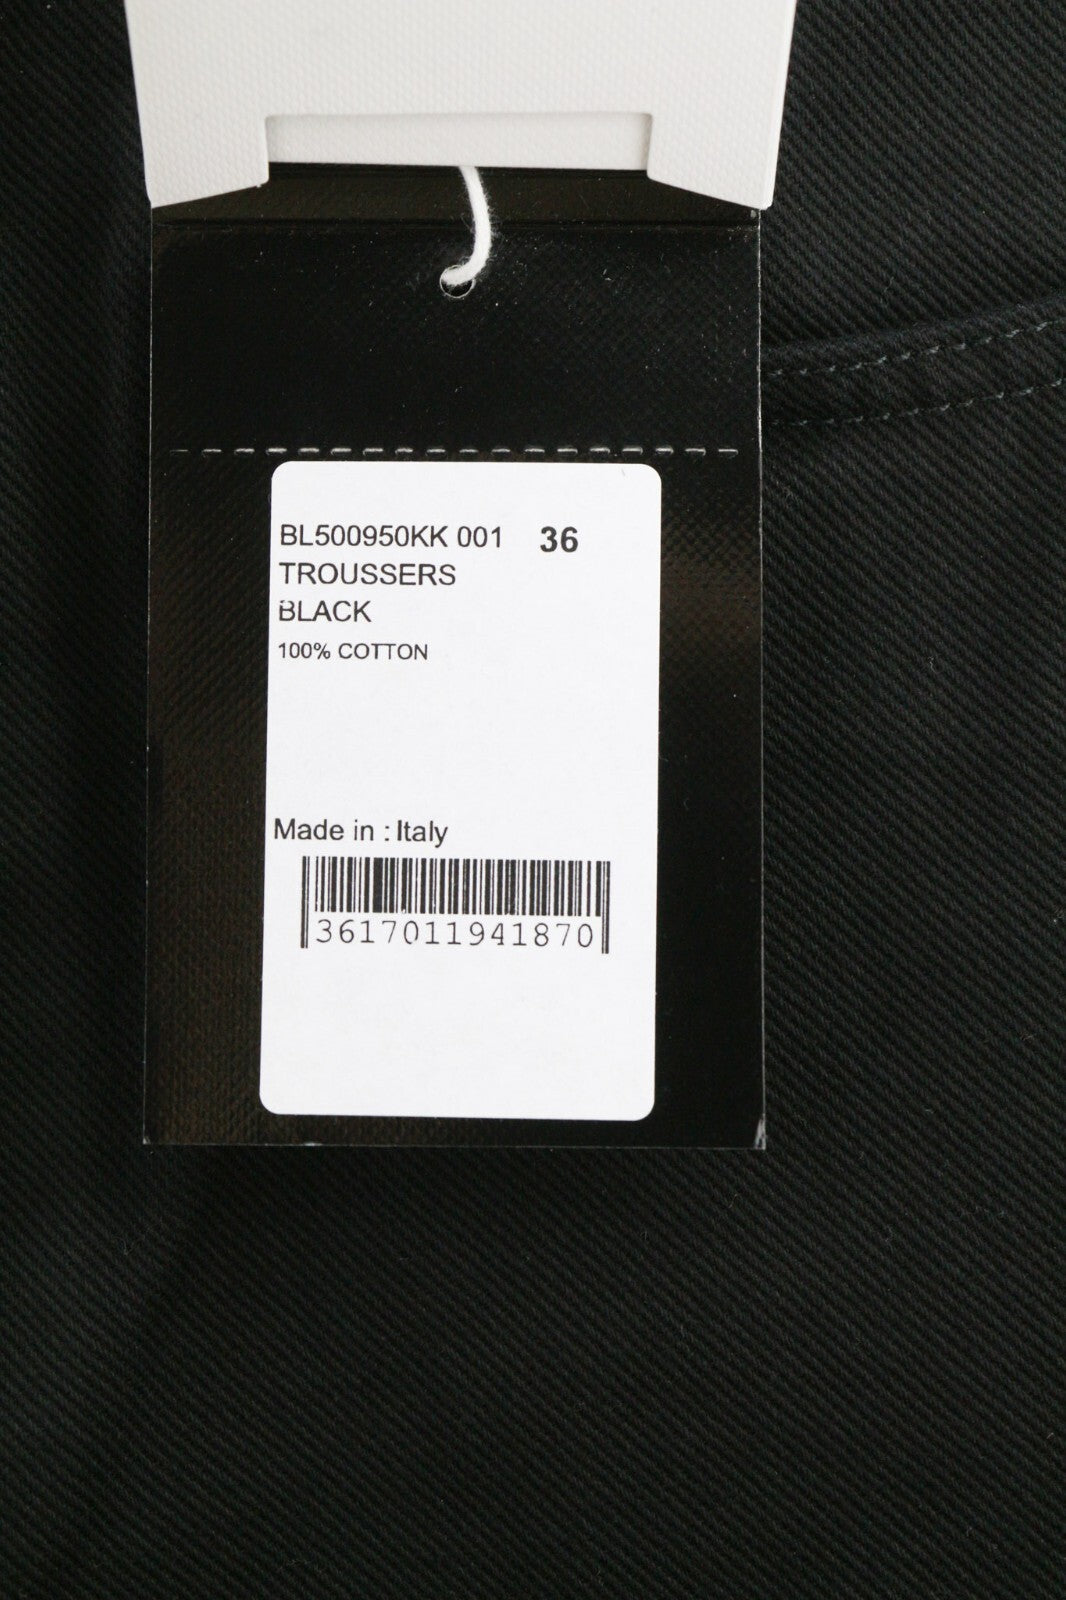 BL500950KK 001 36
TROUSSERS
BLACK
100% COTTON
Made in : Italy
3617011941870